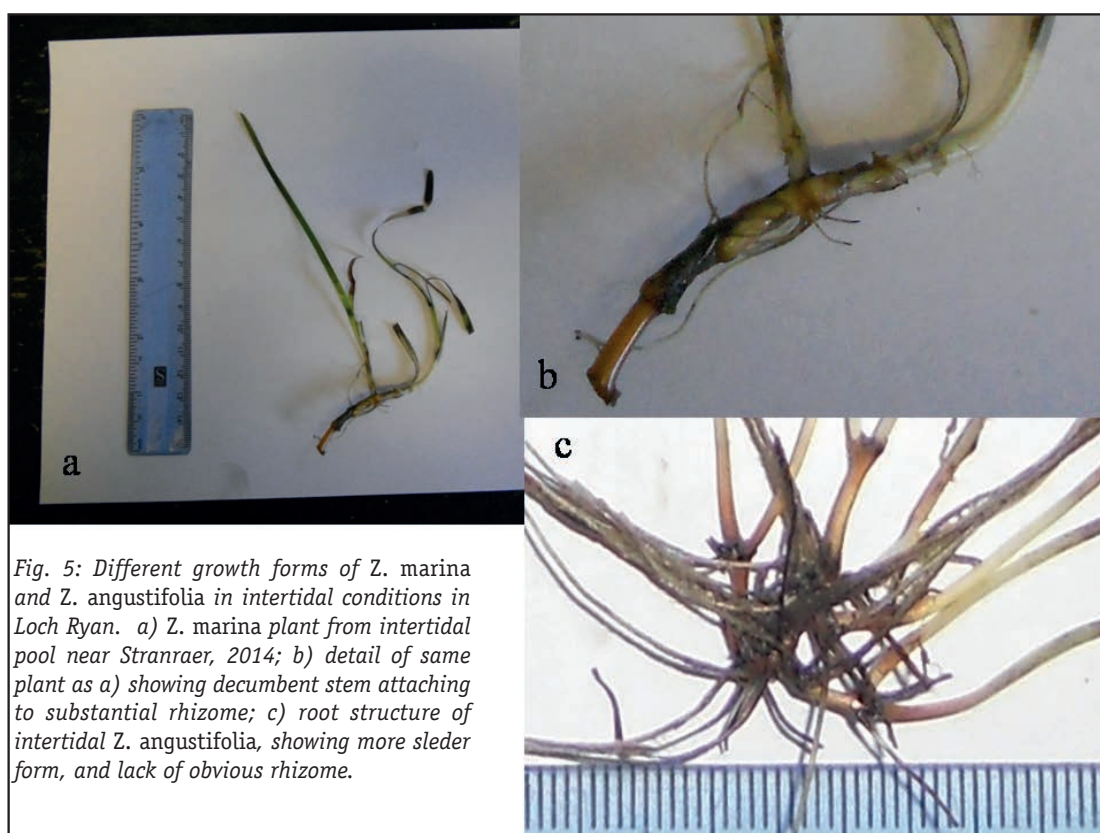 a
b
c
Fig. 5: Different growth forms of Z. marina
and Z. angustifolia in intertidal conditions in
Loch Ryan. a) Z. marina plant from intertidal
pool near Stranraer, 2014; b) detail of same
plant as a) showing decumbent stem attaching
to substantial rhizome; c) root structure of
intertidal Z. angustifolia, showing more sleder
form, and lack of obvious rhizome.